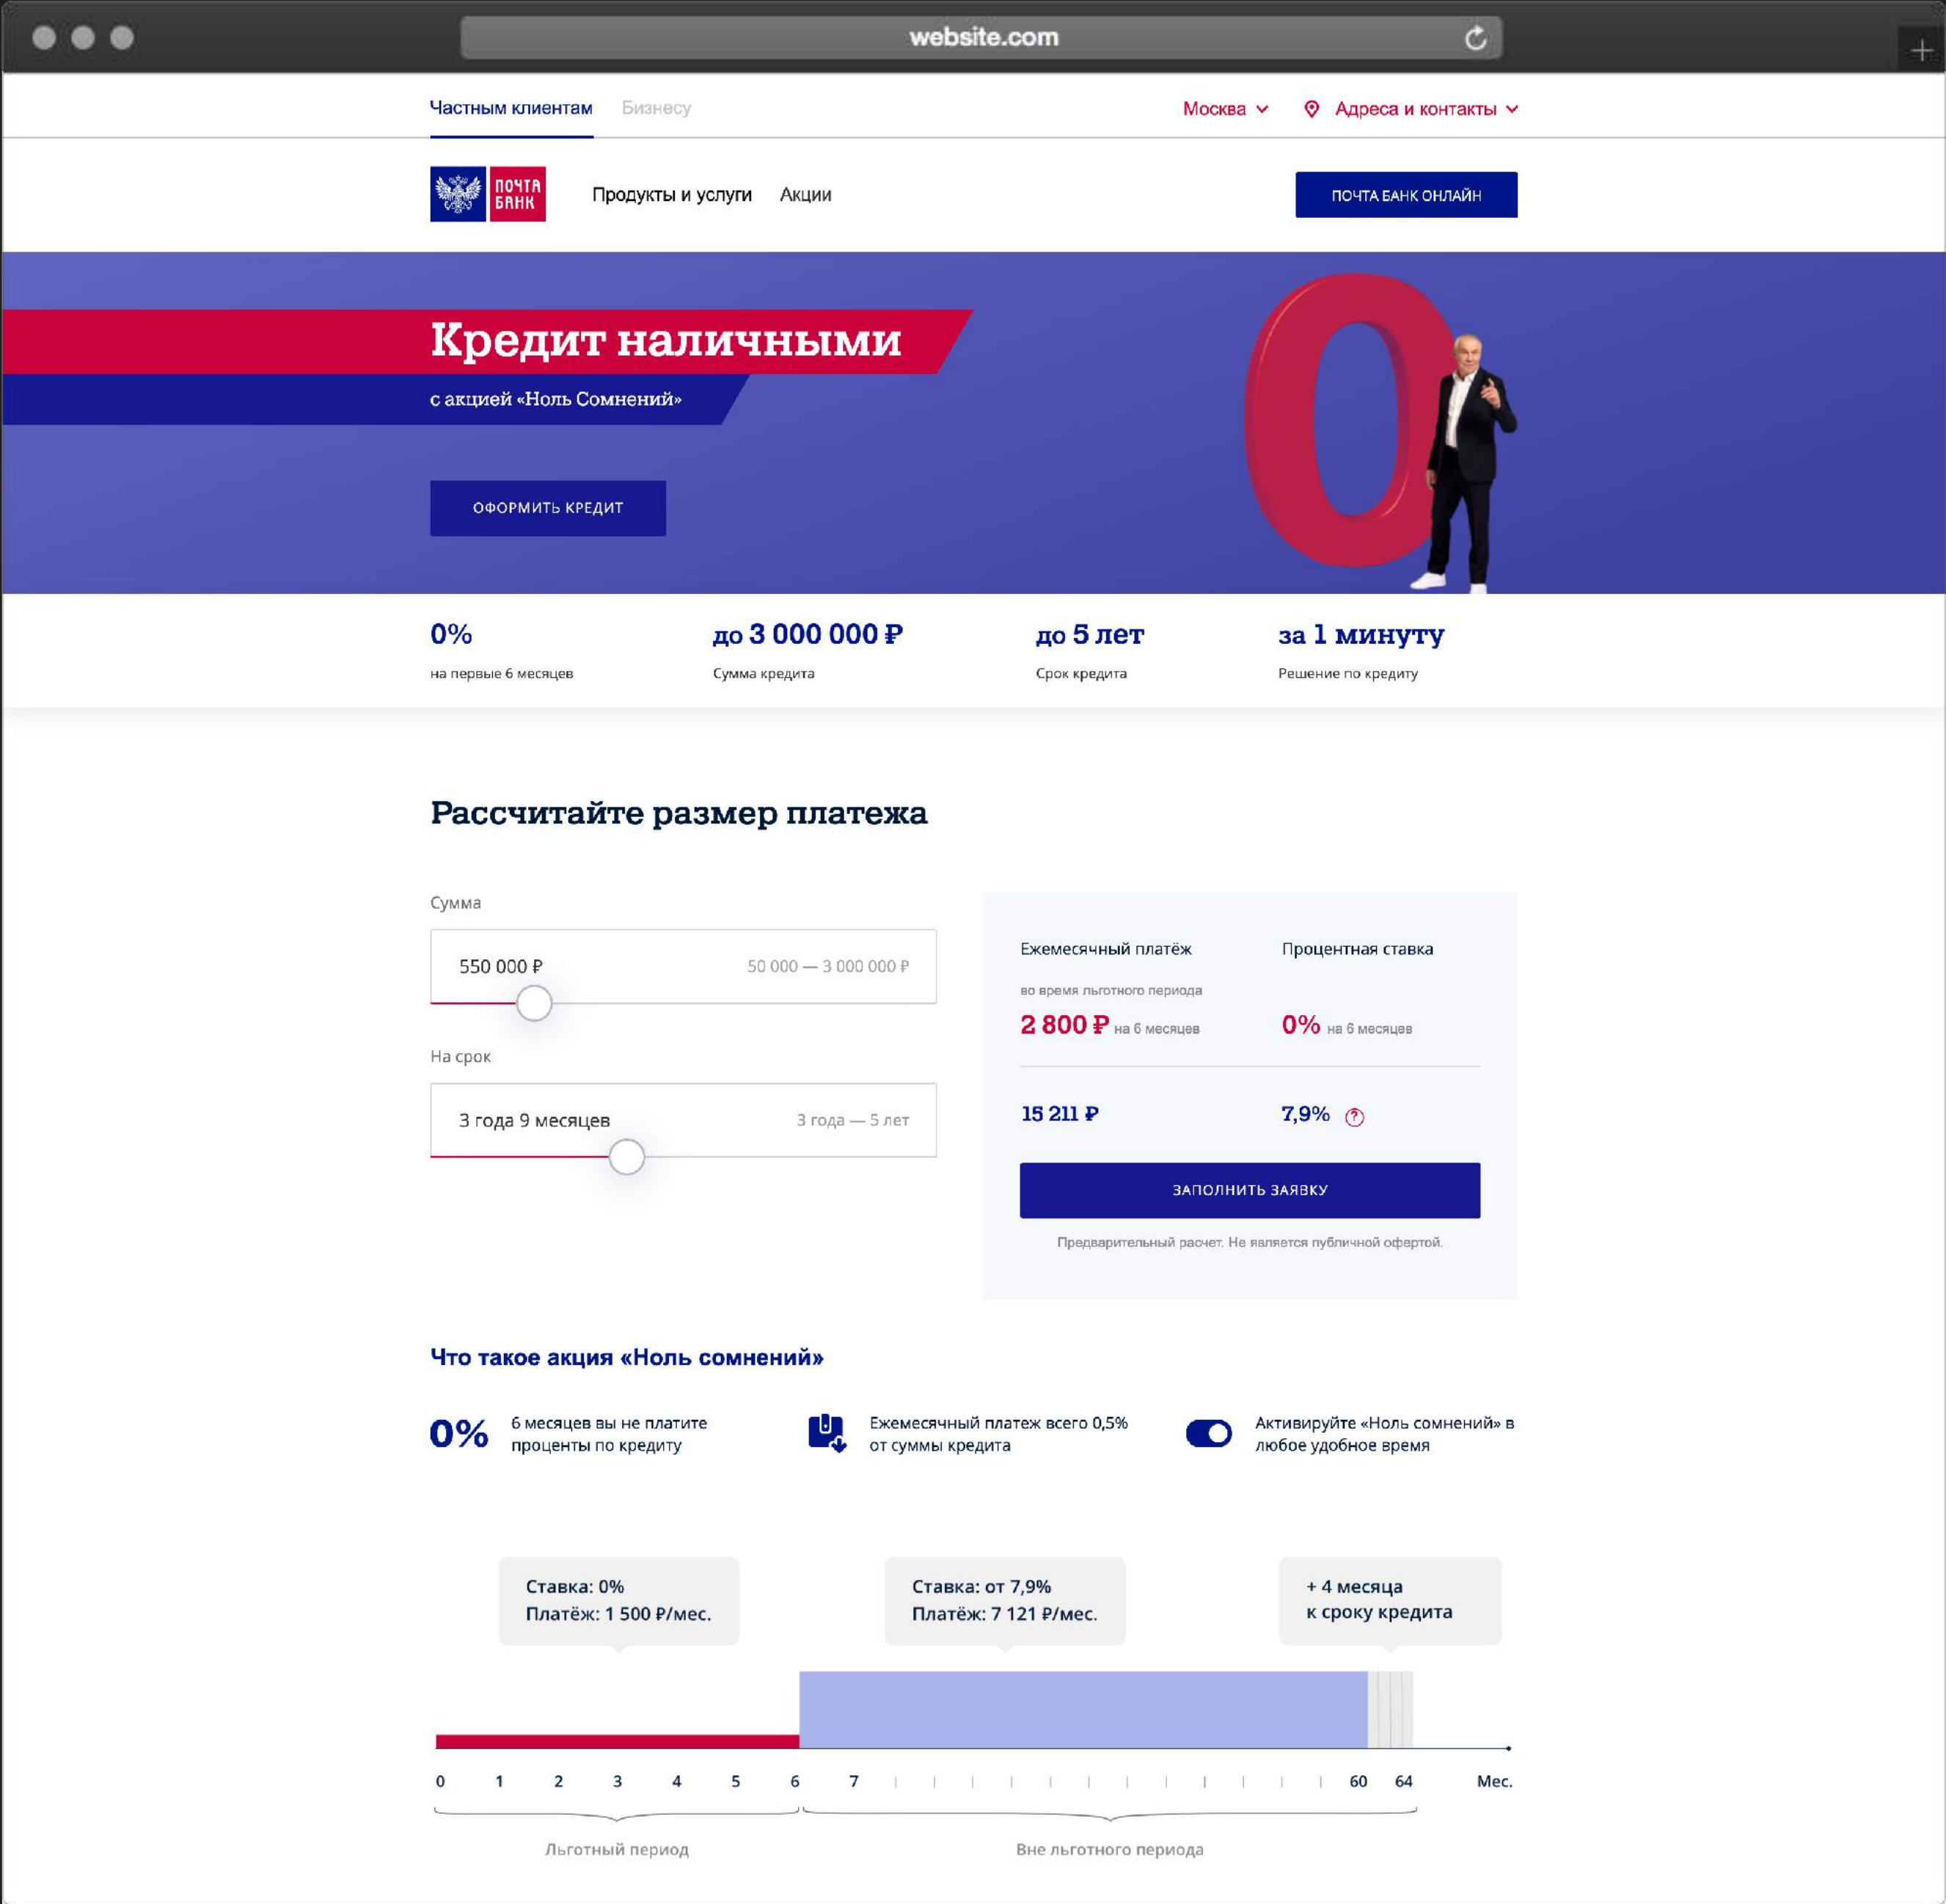 website.com
Частным клиентам Бизнесу Москва Адреса и контакты
ПОЧТА БАНК
Продукты и услуги Акции ПОЧТА БАНК ОНЛАЙН
Кредит наличными
с акцией «Ноль Сомнений»
0
ОФОРМИТЬ КРЕДИТ
0% до 3 000 000 ₽ до 5 лет за 1 минуту
на первые 6 месяцев Сумма кредита Срок кредита Решение по кредиту
Рассчитайте размер платежа
Сумма
550 000 ₽ 50 000 — 3 000 000 ₽
На срок
3 года 9 месяцев 3 года — 5 лет
Ежемесячный платёж Процентная ставка
во время льготного периода
2 800 ₽ на 6 месяцев 0% на 6 месяцев
15 211 ₽ 7,9% ?
ЗАПОЛНИТЬ ЗАЯВКУ
Предварительный расчет. Не является публичной офертой.
Что такое акция «Ноль сомнений»
0%
6 месяцев вы не платите
проценты по кредиту
Ежемесячный платеж всего 0,5%
от суммы кредита
Активируйте «Ноль сомнений» в
любое удобное время
Ставка: 0%
Платёж: 1 500 ₽/мес.
Ставка: от 7,9%
Платёж: 7 121 ₽/мес.
+ 4 месяца
к сроку кредита
0 1 2 3 4 5 6 7 60 64 Мес.
Льготный период Вне льготного периода